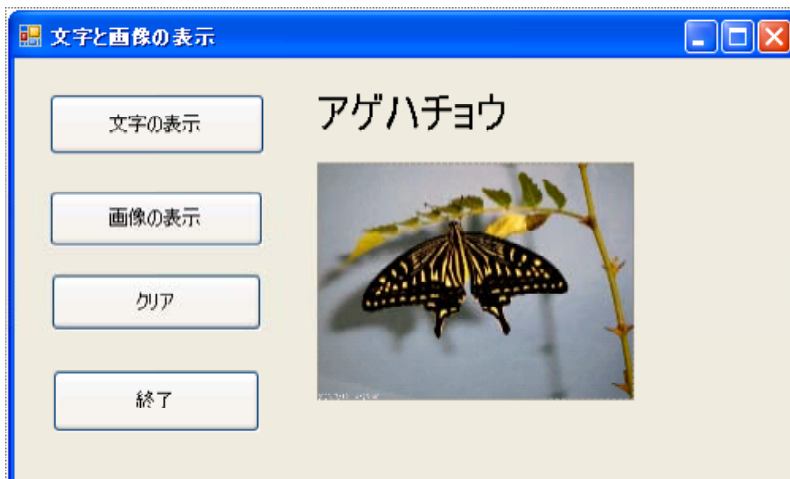 文字と画像の表示
文字の表示
アゲハチョウ
画像の表示
クリア
終了